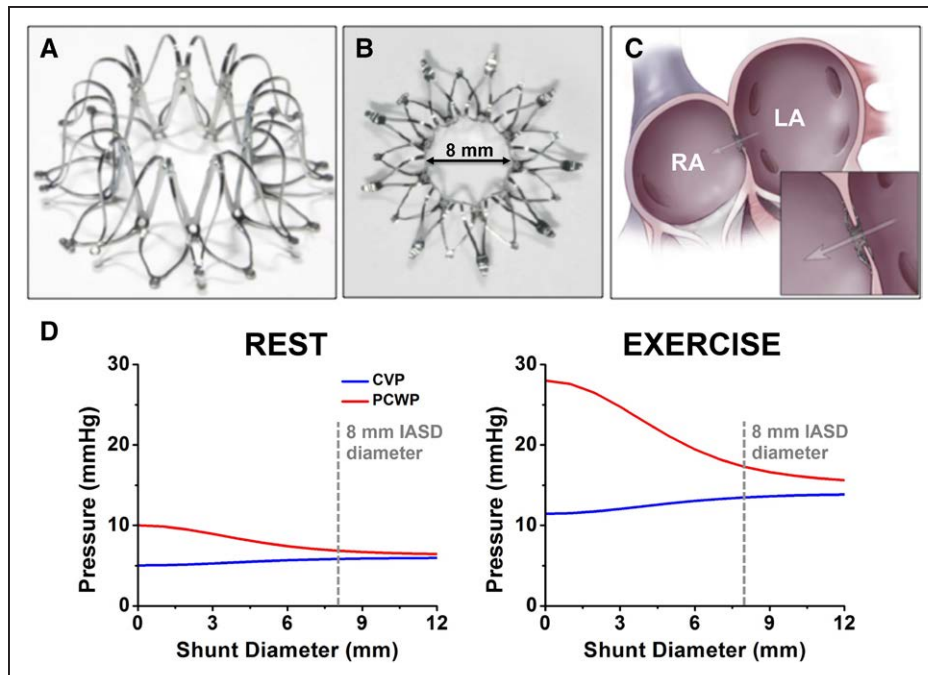 A
B
8 mm
C
RA
LA
D
REST
Pressure (mmHg)
30
20
10
0
0
3
6
9
12
Shunt Diameter (mm)
CVP
PCWP
8 mm IASD
diameter
EXERCISE
Pressure (mmHg)
30
20
10
0
0
3
6
9
12
Shunt Diameter (mm)
8 mm IASD
diameter